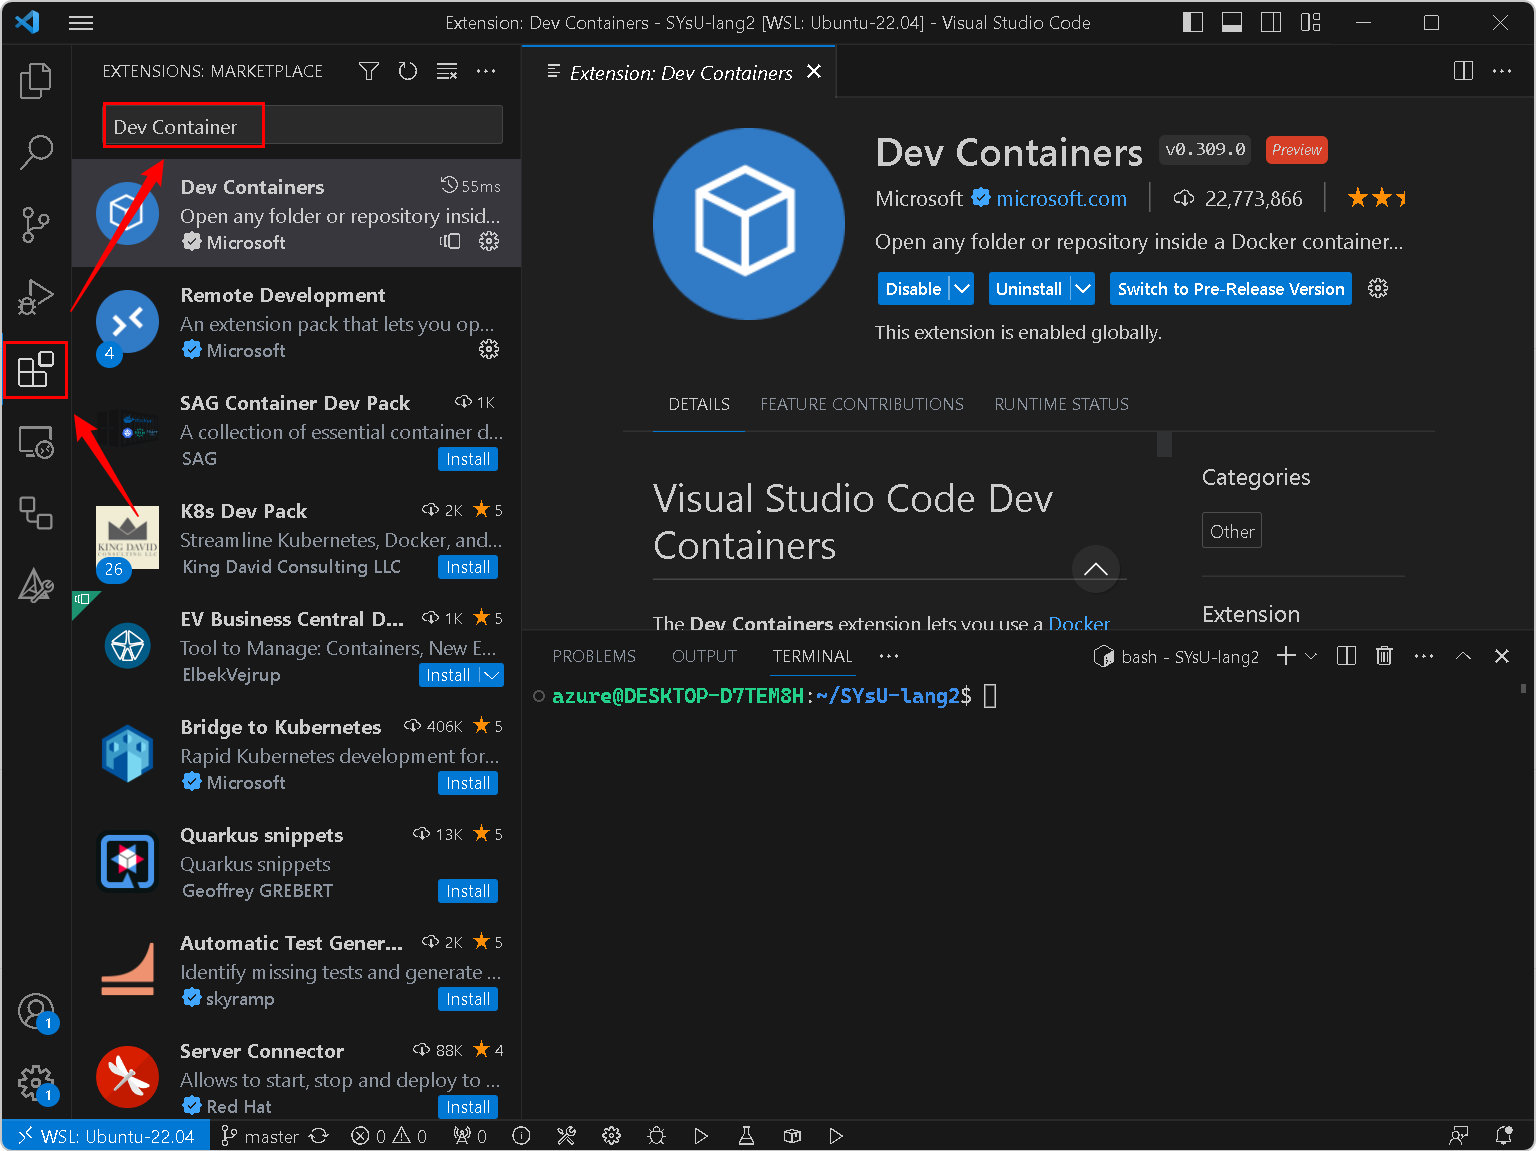 Extension: Dev Containers - SYsU-lang2 [WSL: Ubuntu-22.04] - Visual Studio Code
EXTENSIONS: MARKETPLACE
Dev Container
Dev Containers
55ms
Open any folder or repository insid...
Microsoft
Remote Development
An extension pack that lets you op...
Microsoft
4
SAG Container Dev Pack
1K
A collection of essential container d...
SAG
Install
K8s Dev Pack
2K
5
Streamline Kubernetes, Docker, and...
King David Consulting LLC
Install
KING DAVID
CONSULTING LLC
26
EV Business Central D...
1K
5
Tool to Manage: Containers, New E...
ElbekVejrup
Install
Bridge to Kubernetes
406K
5
Rapid Kubernetes development for...
Microsoft
Install
Quarkus snippets
13K
5
Quarkus snippets
Geoffrey GREBERT
Install
Automatic Test Gener...
2K
5
Identify missing tests and generate ...
skyramp
Install
Server Connector
88K
4
Allows to start, stop and deploy to ...
Red Hat
Install
1
1
Extension: Dev Containers
Dev Containers
v0.309.0
Preview
Microsoft
microsoft.com
22,773,866
Open any folder or repository inside a Docker container...
Disable
Uninstall
Switch to Pre-Release Version
This extension is enabled globally.
DETAILS
FEATURE CONTRIBUTIONS
RUNTIME STATUS
Visual Studio Code Dev
Containers
The Dev Containers extension lets you use a Docker
Categories
Other
Extension
PROBLEMS
OUTPUT
TERMINAL
bash - SYsU-lang2
azure@DESKTOP-D7TEM8H:~/SYsU-lang2$
WSL: Ubuntu-22.04
master
0
0
0